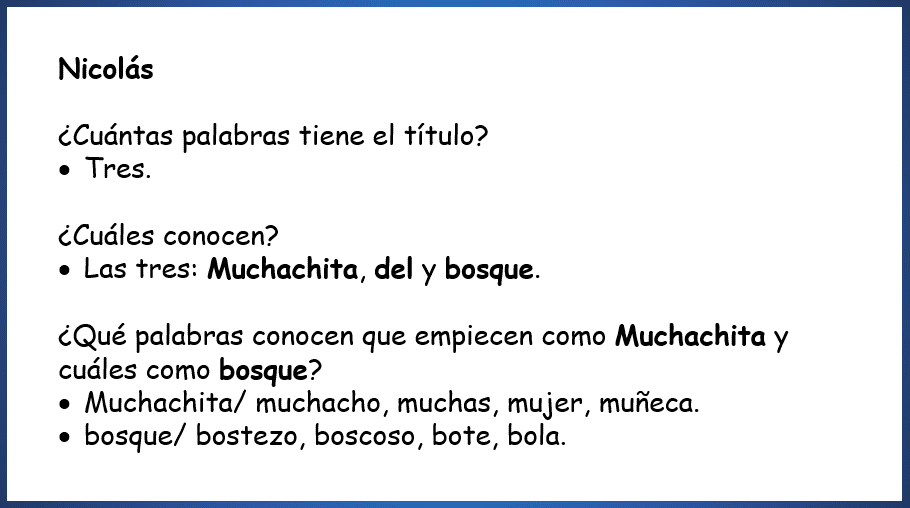 Nicolás
¿Cuántas palabras tiene el título?
• Tres.
¿Cuáles conocen?
• Las tres: Muchachita, del y bosque.
¿Qué palabras conocen que empiecen como Muchachita y
cuáles como bosque?
• Muchachita/ muchacho, muchas, mujer, muñeca.
• bosque/ bostezo, boscoso, bote, bola.